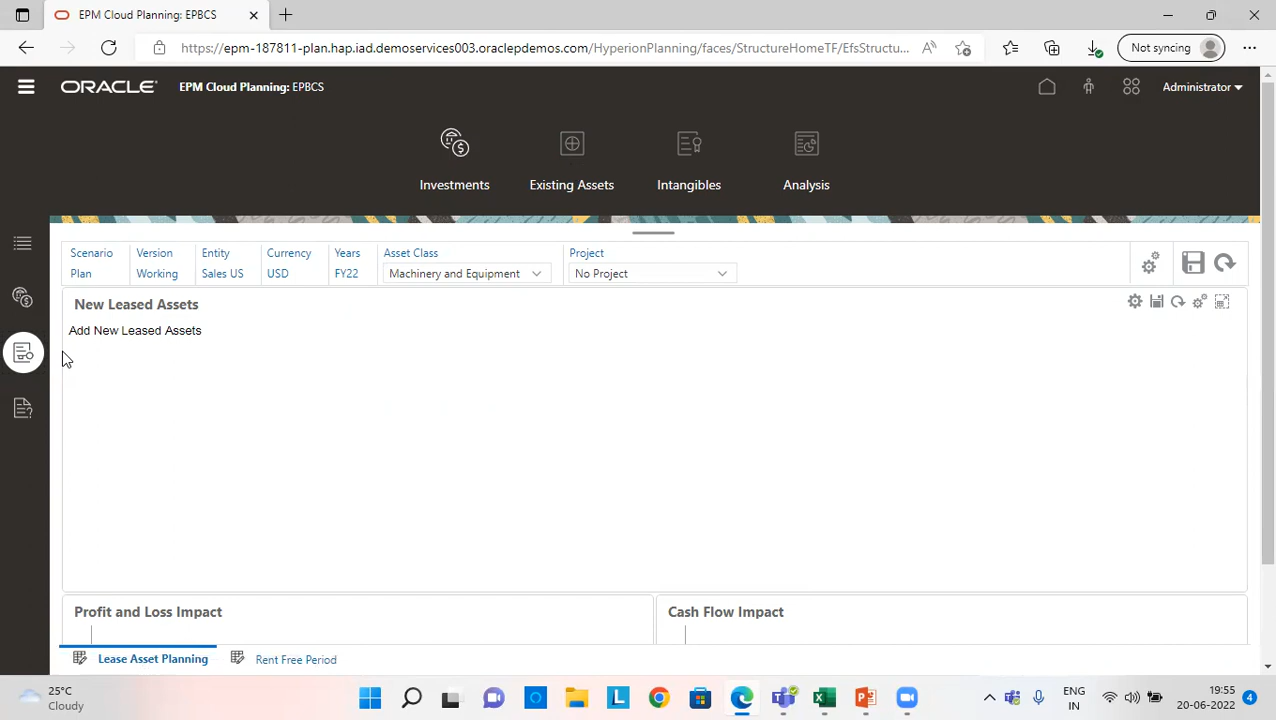 EPM Cloud Planning: EPBCS
https://epm-187811-plan.hap.iad.demoservices003.oraclepdemos.com/HyperionPlanning/faces/StructureHomeTF/EfsStructu...
Not syncing
ORACLE
EPM Cloud Planning: EPBCS
Administrator
Investments
Existing Assets
Intangibles
Analysis
Scenario
Version
Entity
Currency
Years
Asset Class
Project
Plan
Working
Sales US
USD
FY22
Machinery and Equipment
No Project
New Leased Assets
Add New Leased Assets
Profit and Loss Impact
Cash Flow Impact
Lease Asset Planning
Rent Free Period
25°C
Cloudy
ENG
IN
19:55
20-06-2022
4